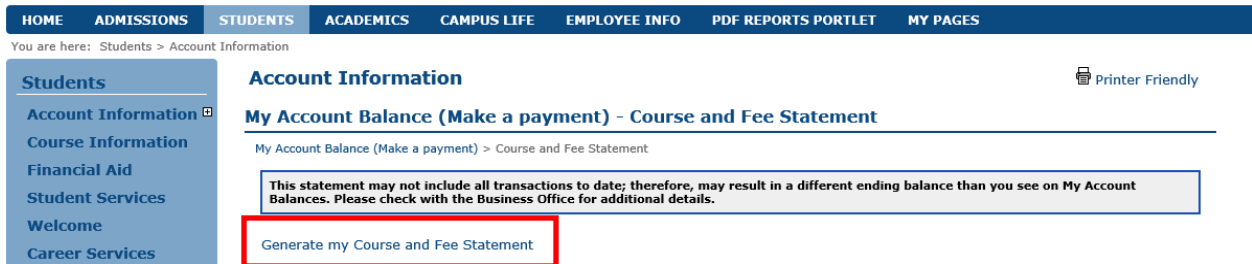 HOME ADMISSIONS STUDENTS ACADEMICS CAMPUS LIFE EMPLOYEE INFO PDF REPORTS PORTLET MY PAGES
You are here: Students > Account Information
Students
Account Information
Course Information
Financial Aid
Student Services
Welcome
Career Services
Account Information
Printer Friendly
My Account Balance (Make a payment) - Course and Fee Statement
My Account Balance (Make a payment) > Course and Fee Statement
This statement may not include all transactions to date; therefore, may result in a different ending balance than you see on My Account
Balances. Please check with the Business Office for additional details.
Generate my Course and Fee Statement